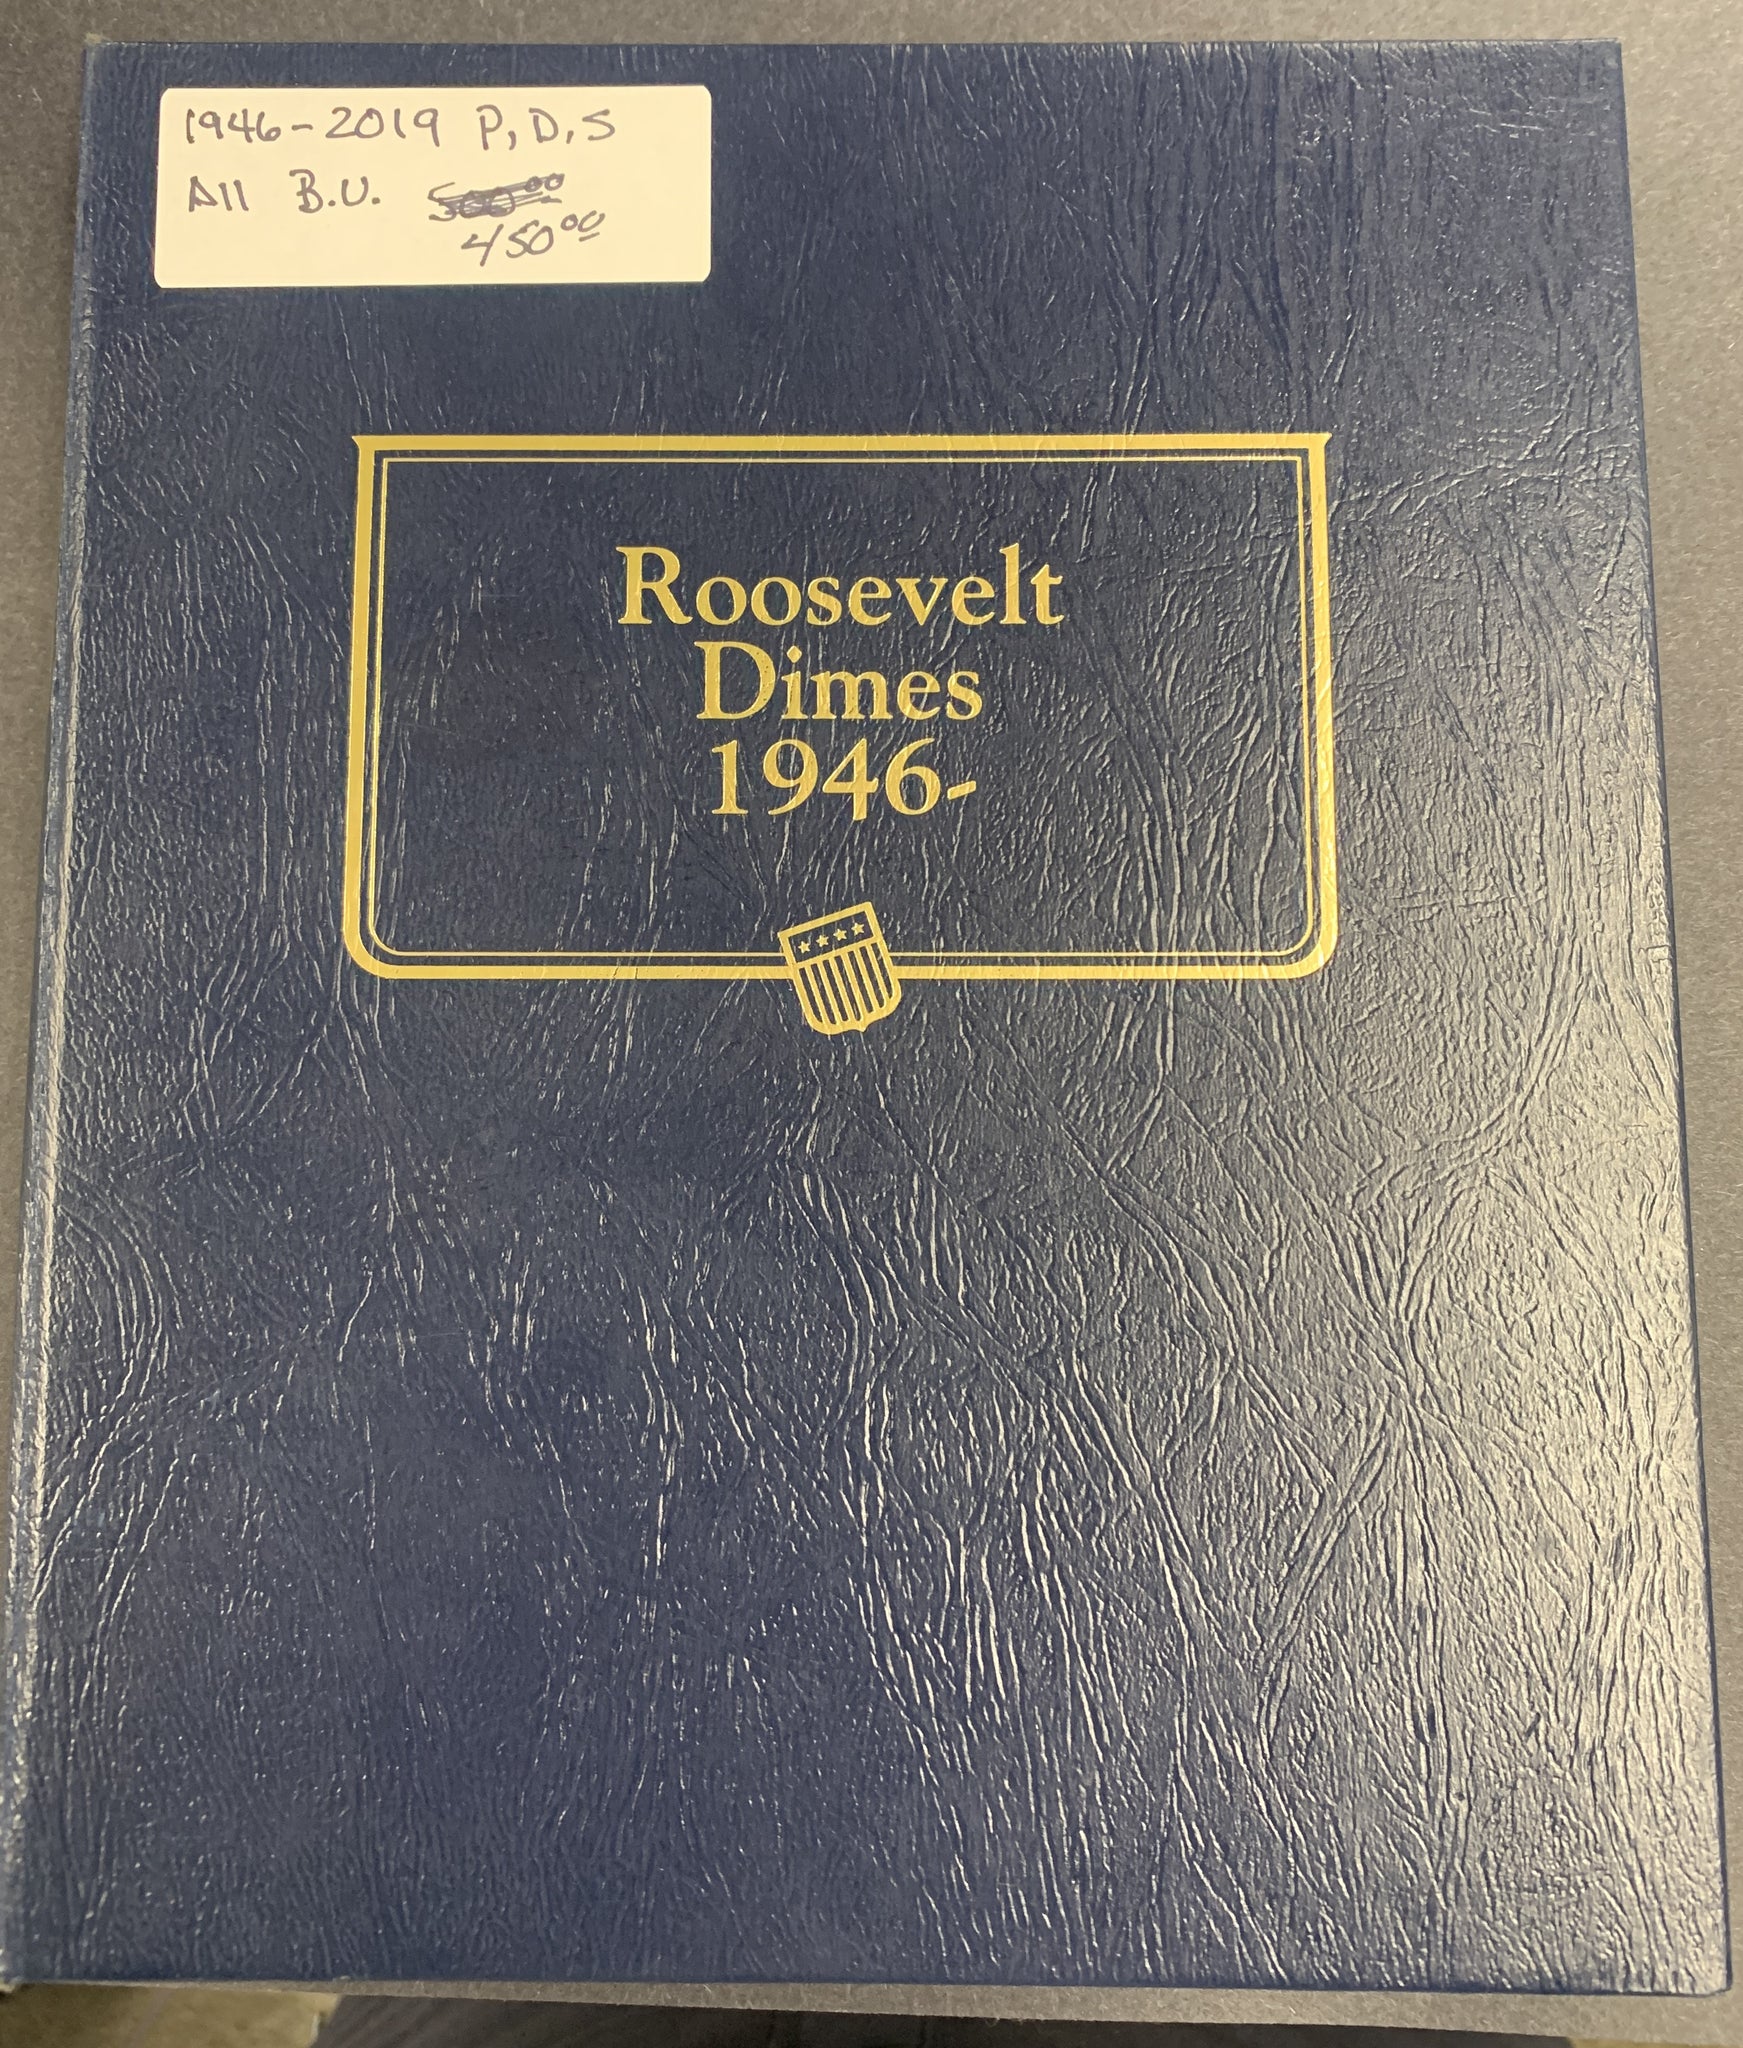 1946-2019 P, D, S
All B.U. 500.00
450.00
Roosevelt
Dimes
1946-